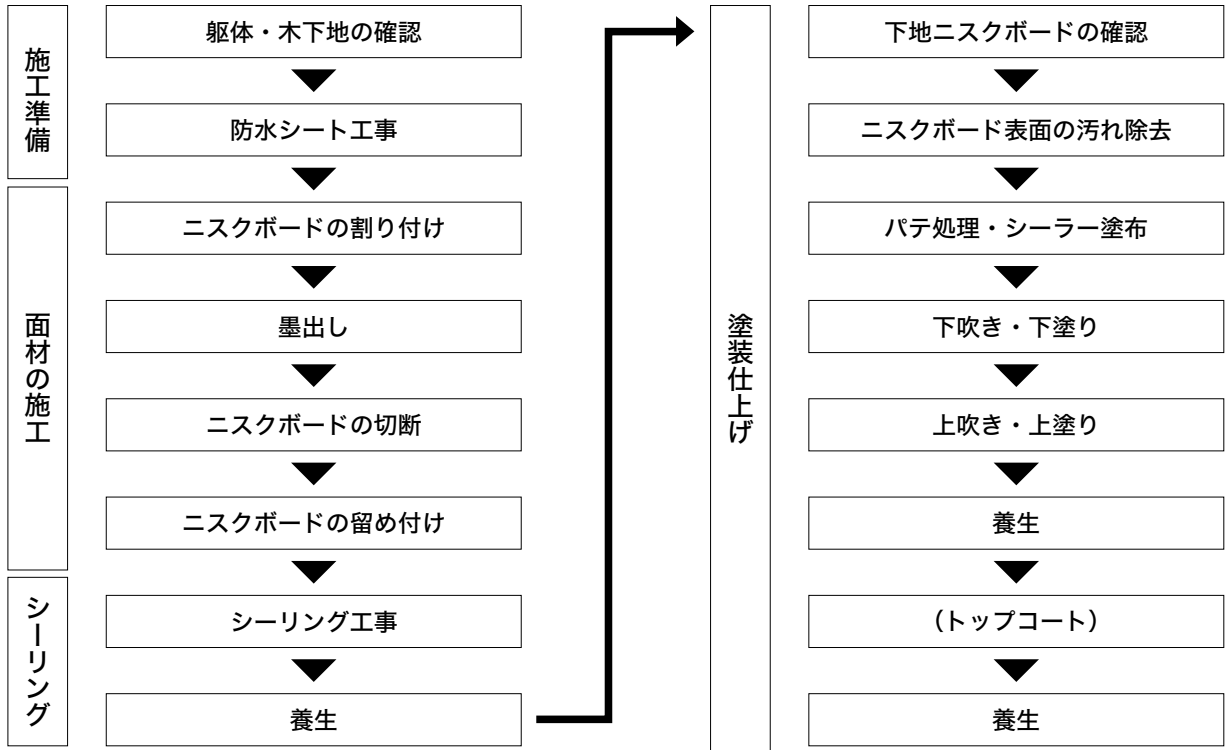 施工準備
躯体・木下地の確認
防水シート工事
面材の施工
ニスクボードの割り付け
墨出し
ニスクボードの切断
ニスクボードの留め付け
シーリング
シーリング工事
養生
塗装仕上げ
下地ニスクボードの確認
ニスクボード表面の汚れ除去
パテ処理・シーラー塗布
下吹き・下塗り
上吹き・上塗り
養生
（トップコート）
養生